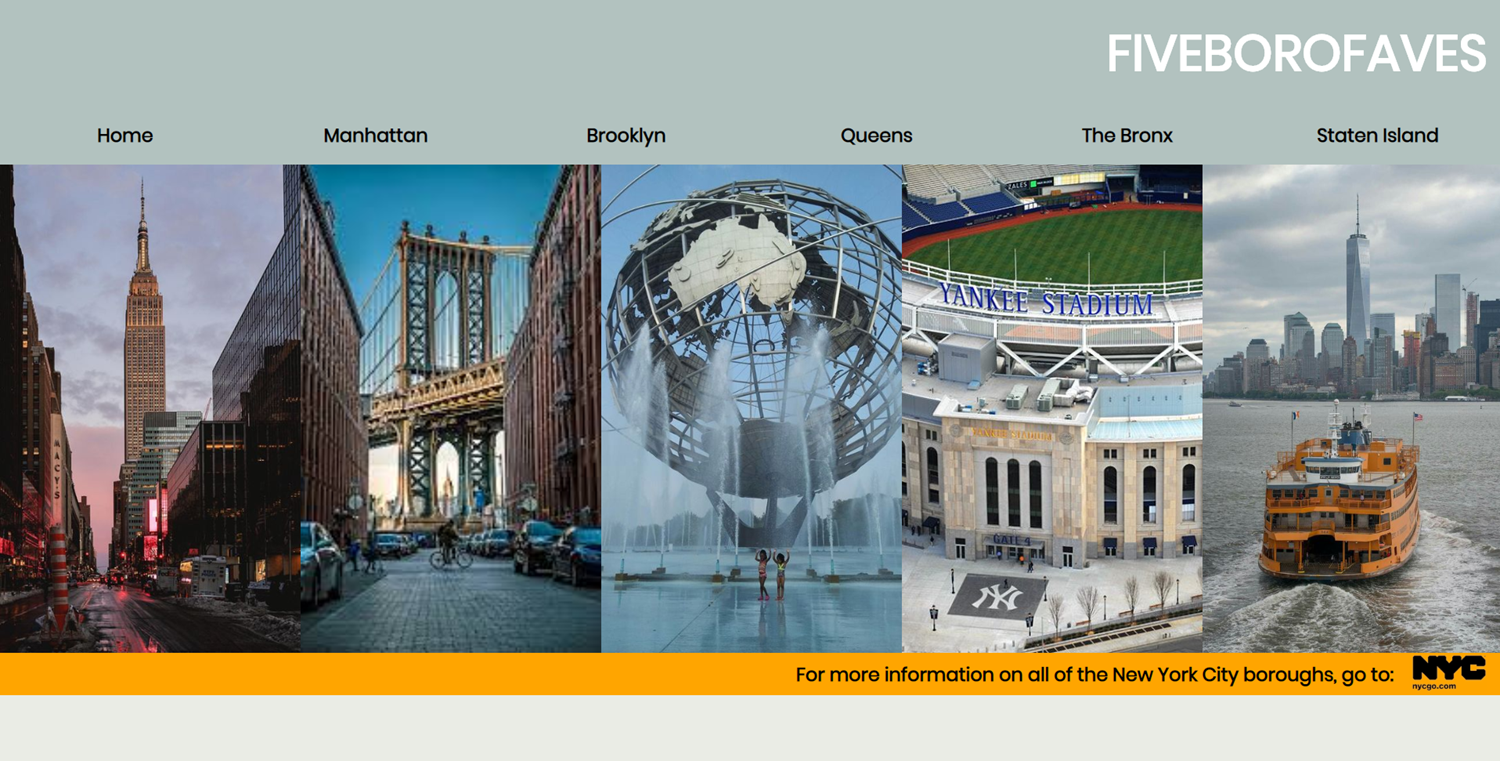 FIVEBOROFAVES
Home Manhattan Brooklyn Queens The Bronx Staten Island
ZALES
YANKEE STADIUM
MACY'S
YANKEE STADIUM
GATE 4
NY
For more information on all of the New York City boroughs, go to: NYC
nycgo.com